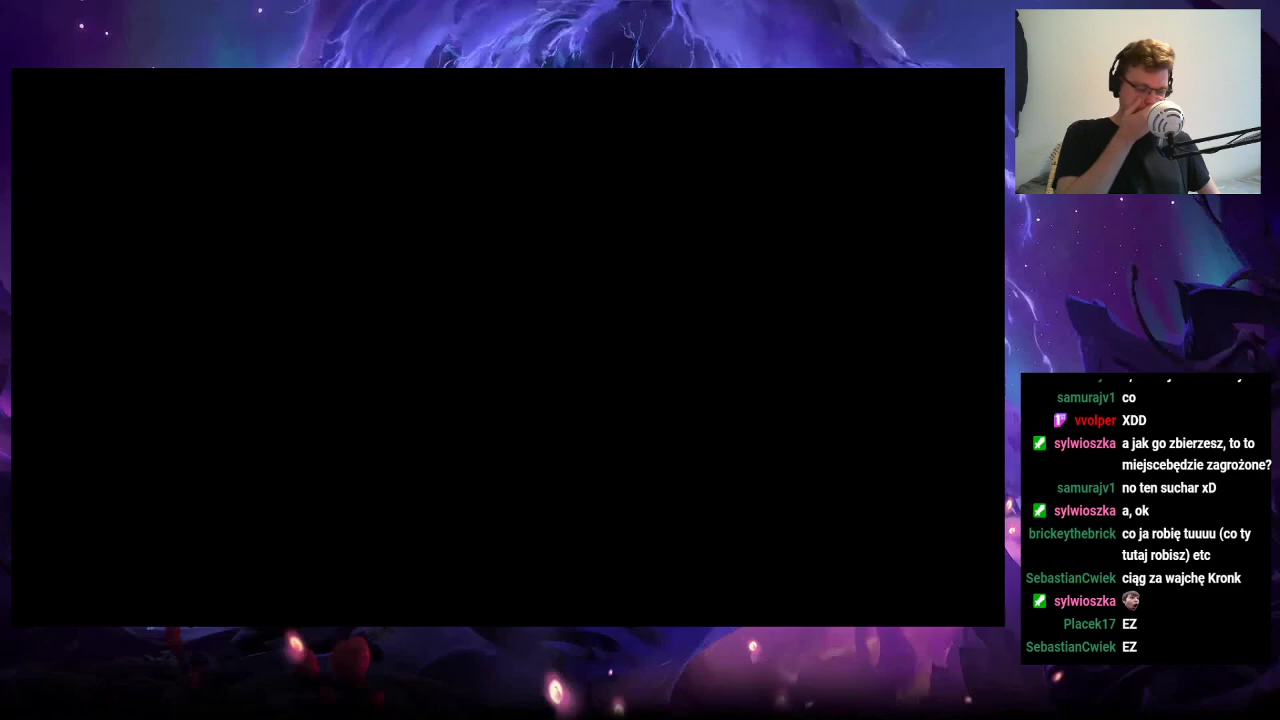 samurajv1 co
vvolper XDD
sylwioszka a jak go zbierzesz, to to
miejscebędzie zagrożone?
samurajv1 no ten suchar xD
sylwioszka a, ok
brickeythebrick co ja robię tuuuu (co ty
tutaj robisz) etc
SebastianCwiek ciąg za wajchę Kronk
sylwioszka
Placek17 EZ
SebastianCwiek EZ